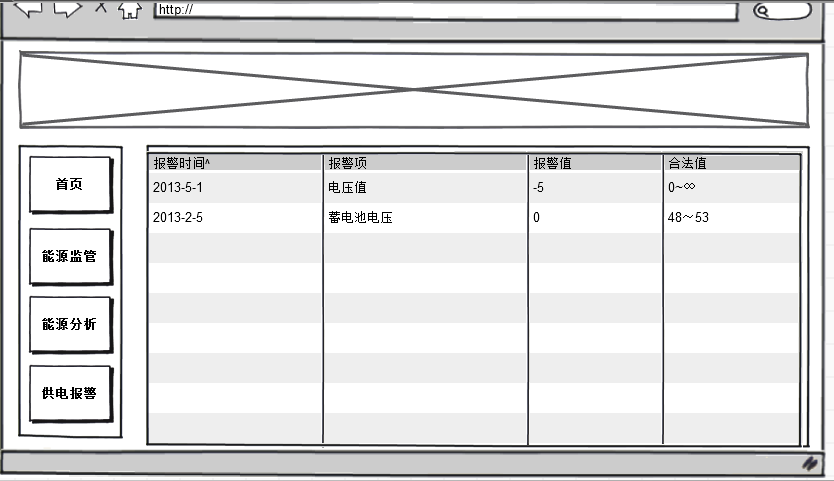 http://
首页
能源监管
能源分析
供电报警
报警时间^ 报警项 报警值 合法值
2013-5-1 电压值 -5 0~∞
2013-2-5 蓄电池电压 0 48～53